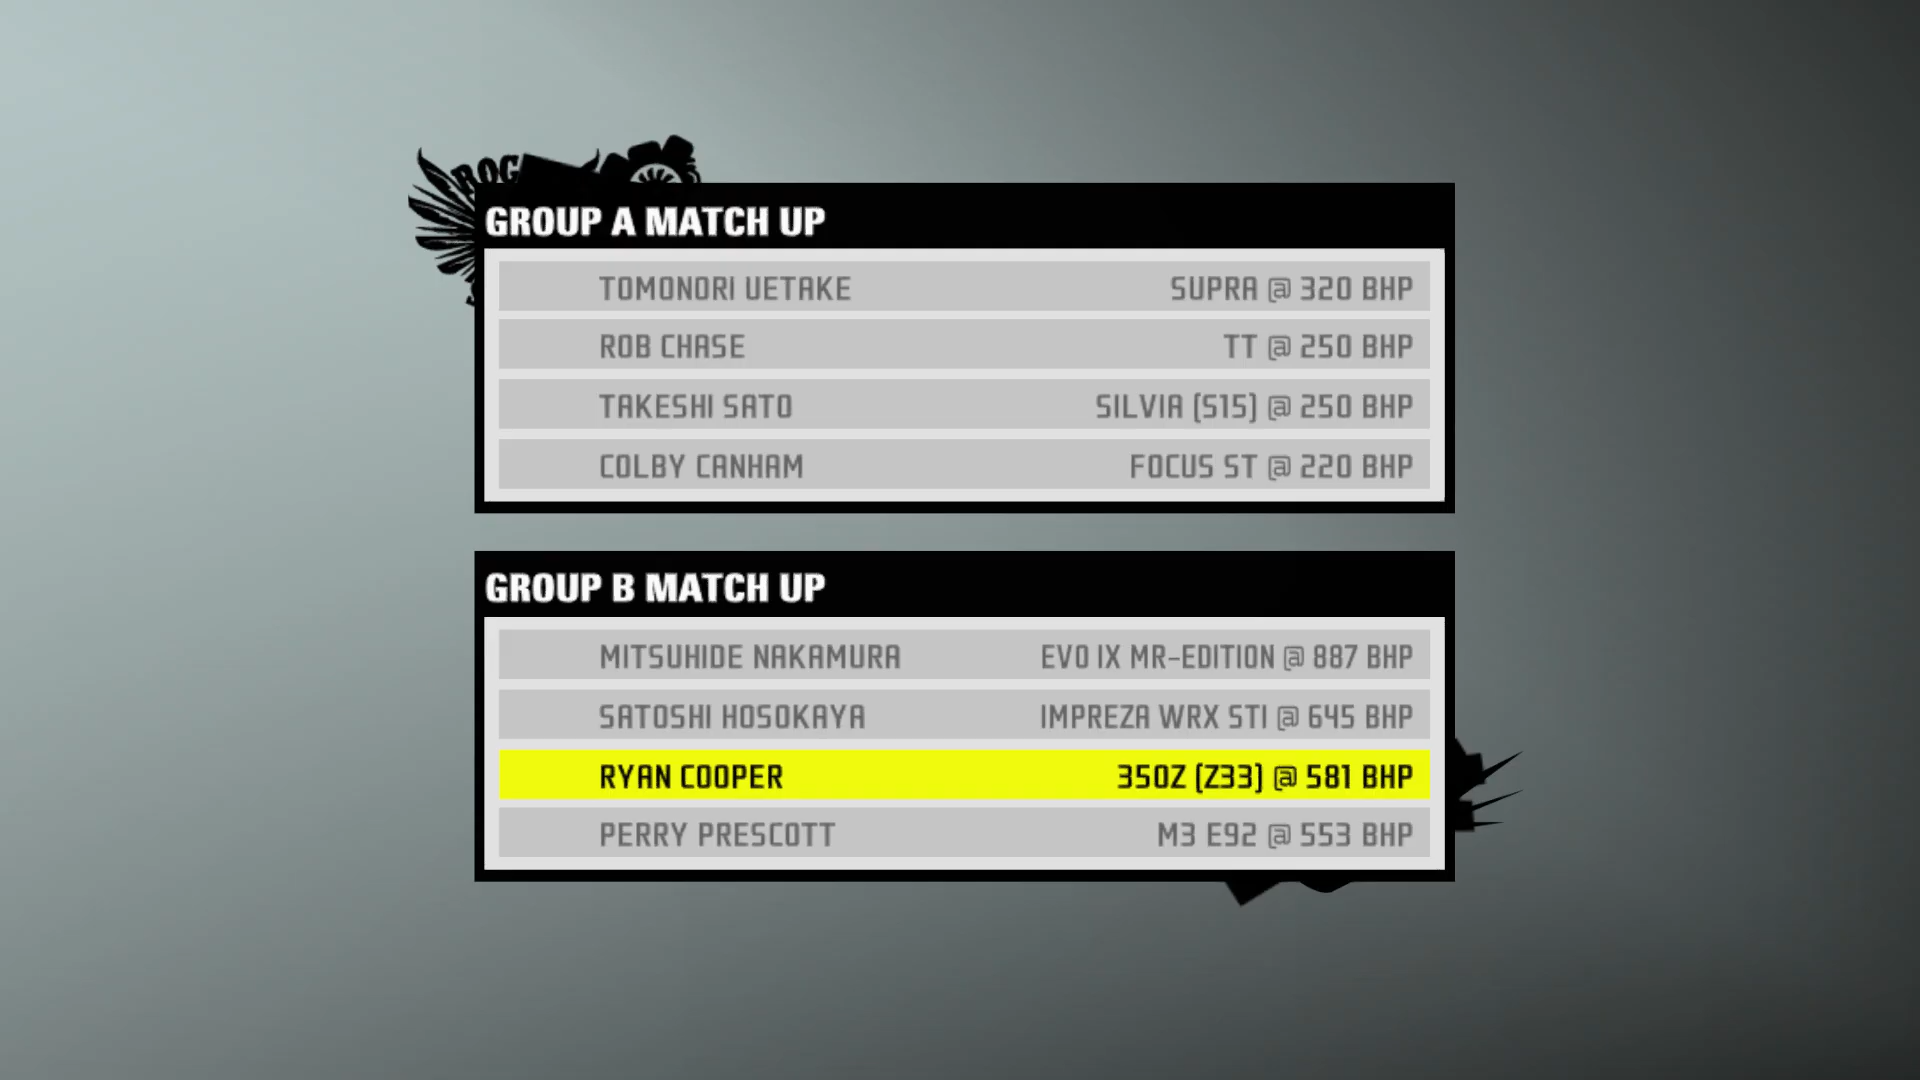 ROG
GROUP A MATCH UP
TOMONORI UETAKE SUPRA @ 320 BHP
ROB CHASE TT @ 250 BHP
TAKESHI SATO SILVIA (S15) @ 250 BHP
COLBY CANHAM FOCUS ST @ 220 BHP
GROUP B MATCH UP
MITSUHIDE NAKAMURA EVO IX MR-EDITION @ 887 BHP
SATOSHI HOSOKAYA IMPREZA WRX STI @ 645 BHP
RYAN COOPER 350Z (Z33) @ 581 BHP
PERRY PRESCOTT M3 E92 @ 553 BHP